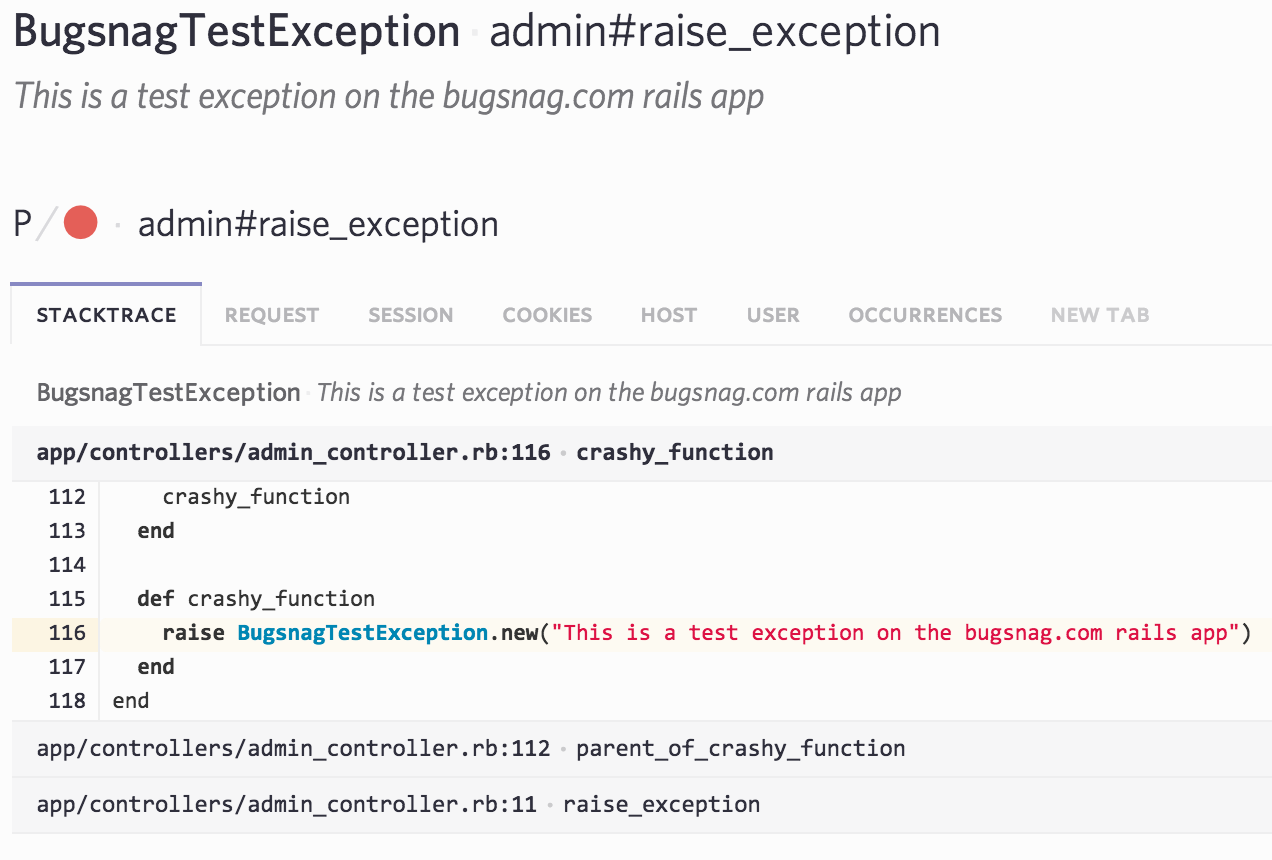 BugsnagTestException · admin#raise_exception
This is a test exception on the bugsnag.com rails app
P/ · admin#raise_exception
STACKTRACE REQUEST SESSION COOKIES HOST USER OCCURRENCES NEW TAB
BugsnagTestException · This is a test exception on the bugsnag.com rails app
app/controllers/admin_controller.rb:116 · crashy_function
112     crashy_function
113   end
114
115   def crashy_function
116     raise BugsnagTestException.new("This is a test exception on the bugsnag.com rails app")
117   end
118 end
app/controllers/admin_controller.rb:112 · parent_of_crashy_function
app/controllers/admin_controller.rb:11 · raise_exception